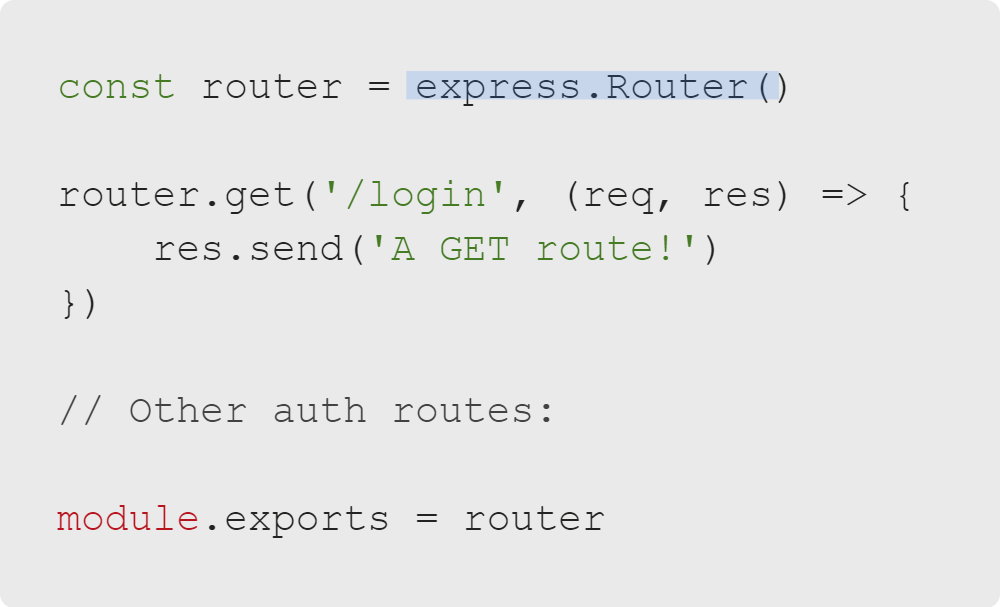 const router = express.Router()
router.get('/login', (req, res) => {
    res.send('A GET route!')
})
// Other auth routes:
module.exports = router